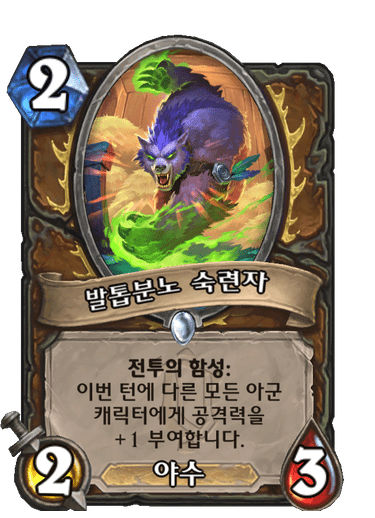 2
발톱분노 숙련자
전투의 함성:
이번 턴에 다른 모든 아군
캐릭터에게 공격력을
+1 부여합니다.
2
야수
3